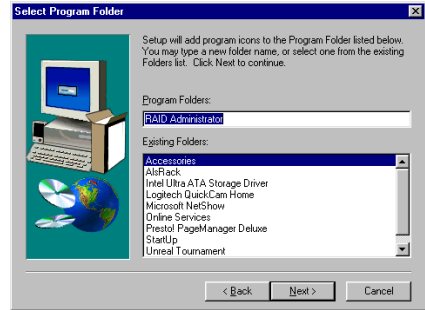 Select Program Folder
Setup will add program icons to the Program Folder listed below.
You may type a new folder name, or select one from the existing
Folders list. Click Next to continue.
Program Folders:
RAID Administrator
Existing Folders:
Accessories
AlsRack
Intel Ultra ATA Storage Driver
Logitech QuickCam Home
Microsoft NetShow
Online Services
Presto! PageManager Deluxe
StartUp
Unreal Tournament
< Back
Next >
Cancel